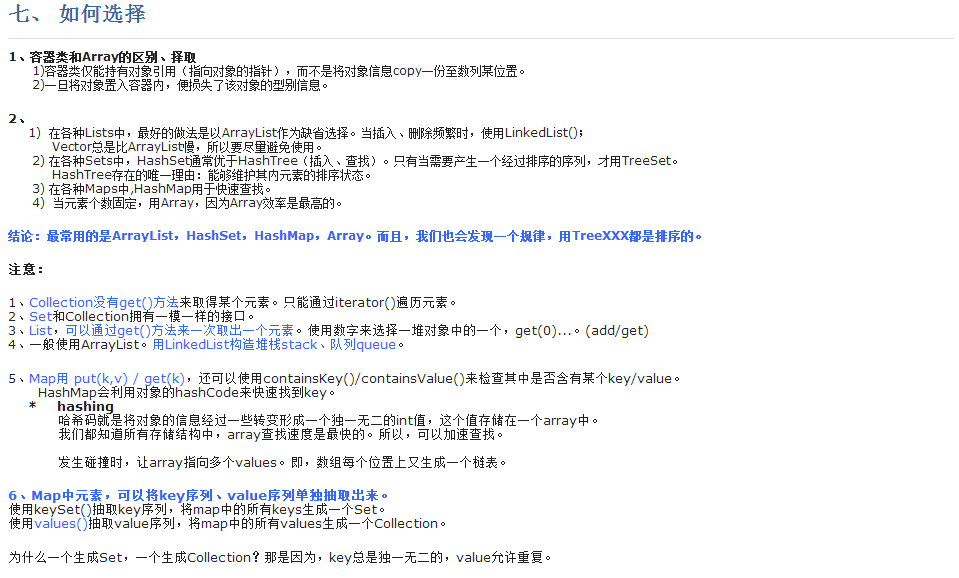 七、 如何选择
1、容器类和Array的区别、择取
1)容器类仅能持有对象引用（指向对象的指针），而不是将对象信息copy一份至数列某位置。
2)一旦将对象置入容器内，便损失了该对象的型别信息。
2、
1) 在各种Lists中，最好的做法是以ArrayList作为缺省选择。当插入、删除频繁时，使用LinkedList()；
Vector总是比ArrayList慢，所以要尽量避免使用。
2) 在各种Sets中，HashSet通常优于HashTree（插入、查找）。只有当需要产生一个经过排序的序列，才用TreeSet。
HashTree存在的唯一理由：能够维护其内元素的排序状态。
3) 在各种Maps中,HashMap用于快速查找。
4) 当元素个数固定，用Array，因为Array效率是最高的。
结论：最常用的是ArrayList，HashSet，HashMap，Array。而且，我们也会发现一个规律，用TreeXXX都是排序的。
注意：
1、Collection没有get()方法来取得某个元素。只能通过iterator()遍历元素。
2、Set和Collection拥有一模一样的接口。
3、List，可以通过get()方法来一次取出一个元素。使用数字来选择一堆对象中的一个，get(0)...。(add/get)
4、一般使用ArrayList。用LinkedList构造堆栈stack、队列queue。
5、Map用 put(k,v) / get(k)，还可以使用containsKey()/containsValue()来检查其中是否含有某个key/value。
HashMap会利用对象的hashCode来快速找到key。
* hashing
哈希码就是将对象的信息经过一些转变形成一个独一无二的int值，这个值存储在一个array中。
我们都知道所有存储结构中，array查找速度是最快的。所以，可以加速查找。
发生碰撞时，让array指向多个values。即，数组每个位置上又生成一个梿表。
6、Map中元素，可以将key序列、value序列单独抽取出来。
使用keySet()抽取key序列，将map中的所有keys生成一个Set。
使用values()抽取value序列，将map中的所有values生成一个Collection。
为什么一个生成Set，一个生成Collection？那是因为，key总是独一无二的，value允许重复。